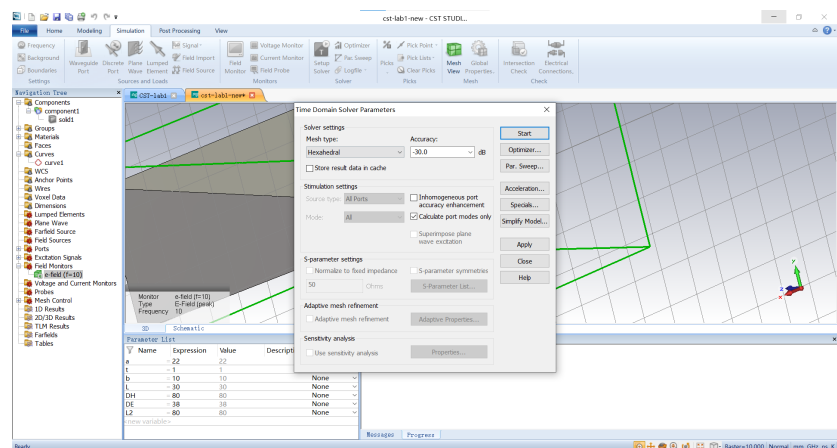 cst-lab1-new - CST STUDI...
File Home Modeling Simulation Post Processing View
Frequency
Background
Boundaries
Settings
Waveguide Port
Discrete Port
Plane Wave
Lumped Element
Signal
Field Import
Field Source
Sources and Loads
Field Monitor
Voltage Monitor
Current Monitor
Field Probe
Monitors
Setup Solver
Optimizer
Par. Sweep
Logfile
Solver
Picks
Pick Point
Pick Lists
Clear Picks
Picks
Mesh View
Global Properties
Mesh
Intersection Check
Electrical Connections
Check
Navigation Tree
Components
component1
solid1
Groups
Materials
Faces
Curves
curve1
WCS
Anchor Points
Wires
Voxel Data
Dimensions
Lumped Elements
Plane Wave
Farfield Source
Field Sources
Ports
Excitation Signals
Field Monitors
e-field (f=10)
Voltage and Current Monitors
Probes
Mesh Control
1D Results
2D/3D Results
TLM Results
Farfields
Tables
CST-lab1 cst-lab1-new*
Monitor e-field (f=10)
Type E-Field (peak)
Frequency 10
3D Schematic
y
z
x
Time Domain Solver Parameters
Solver settings
Mesh type: Accuracy:
Hexahedral -30.0 dB
Store result data in cache
Stimulation settings
Source type: All Ports
Mode: All
Inhomogeneous port accuracy enhancement
Calculate port modes only
Superimpose plane wave excitation
S-parameter settings
Normalize to fixed impedance
S-parameter symmetries
50 Ohms
S-Parameter List...
Adaptive mesh refinement
Adaptive mesh refinement
Adaptive Properties...
Sensitivity analysis
Use sensitivity analysis
Properties...
Start
Optimizer...
Par. Sweep...
Acceleration...
Specials...
Simplify Model...
Apply
Close
Help
Parameter List
Name Expression Value Descripti
a = 22 22
t = 1 1
b = 10 10 None
L = 30 30 None
DH = 80 80 None
DE = 38 38 None
L2 = 80 80 None
<new variable>
Messages Progress
Ready
Raster=10.000 Normal mm GHz ns K